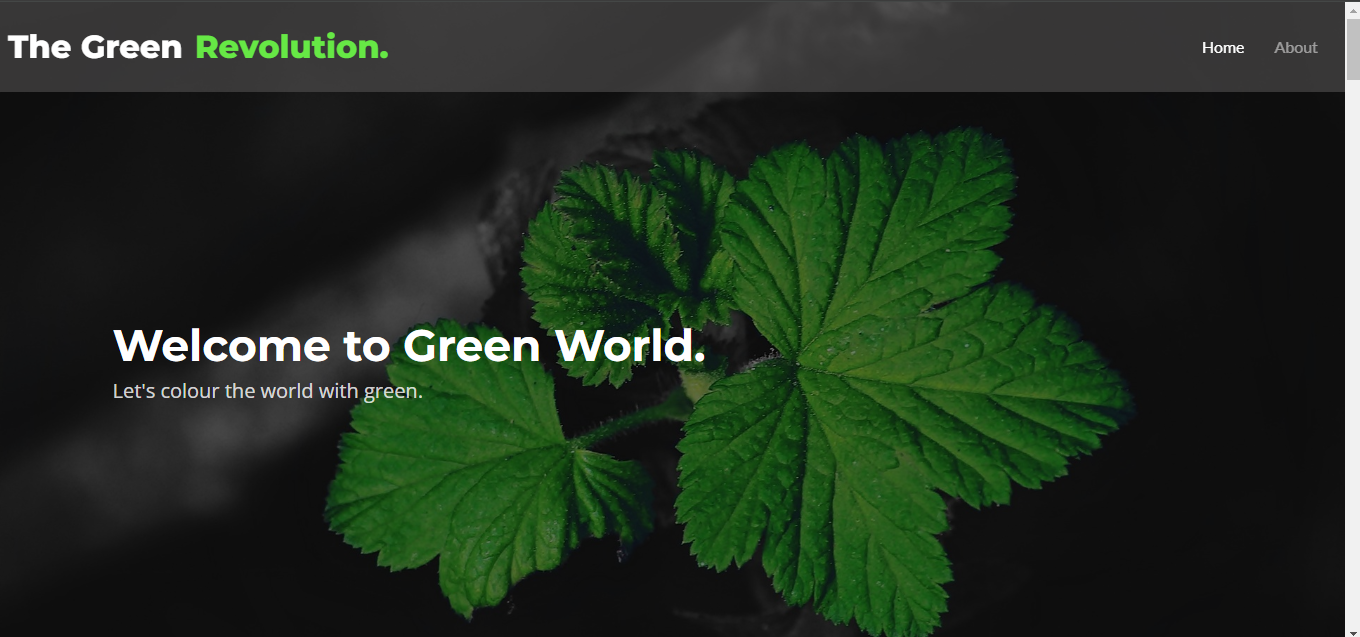 The Green Revolution.
Home About
Welcome to Green World.
Let's colour the world with green.